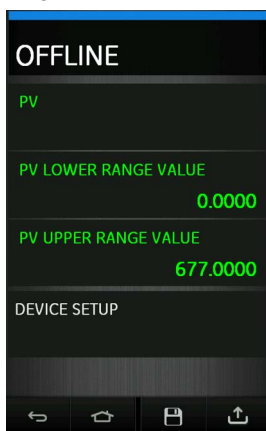 OFFLINE
PV
PV LOWER RANGE VALUE
0.0000
PV UPPER RANGE VALUE
677.0000
DEVICE SETUP